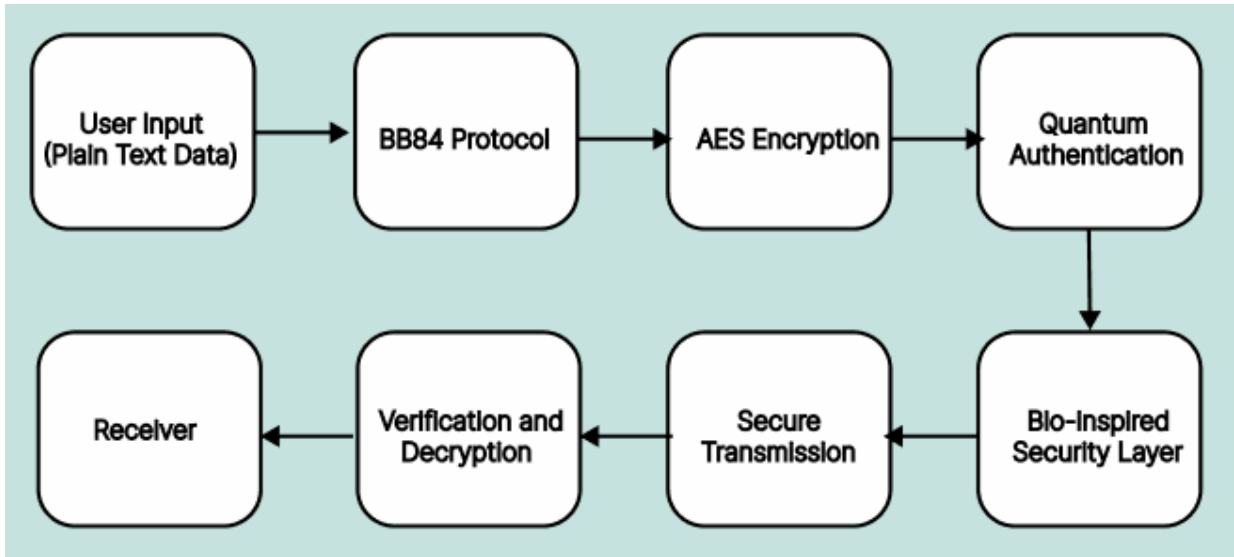 User Input
(Plain Text Data)
BB84 Protocol
AES Encryption
Quantum
Authentication
Receiver
Verification and
Decryption
Secure
Transmission
Bio-Inspired
Security Layer